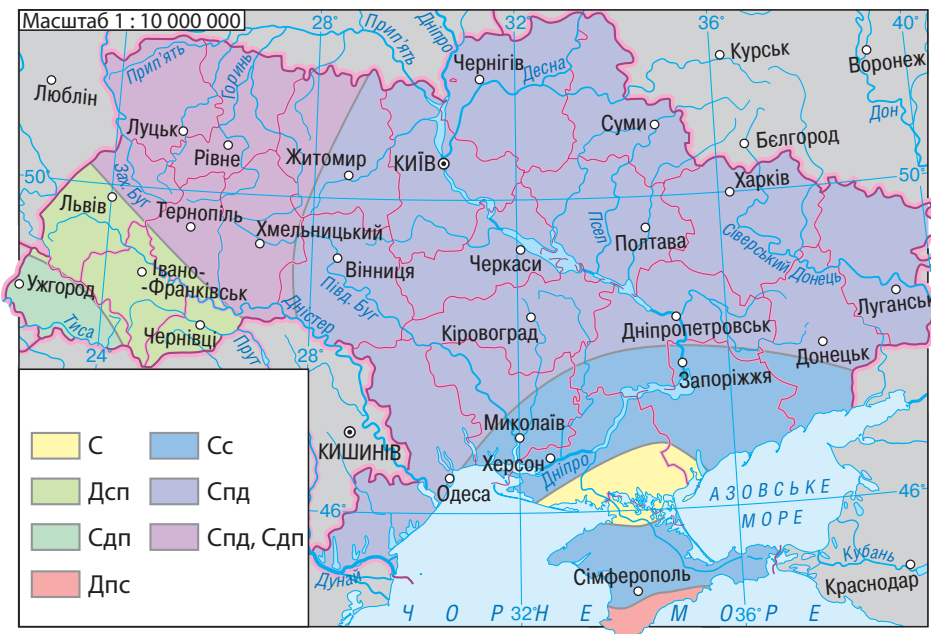 Масштаб 1 : 10 000 000
28°
32°
36°
40°
Прип'ять
Дніпро
Курськ
Воронеж
Чернігів
Десна
Прип'ять
Горинь
Люблін
Дон
Суми
Луцьк
Рівне
Житомир
КИЇВ
Бєлгород
50°
50°
Зах. Буг
Харків
Львів
Тернопіль
Хмельницький
Псел
Полтава
Сіверський Донець
Черкаси
Вінниця
Івано-
-Франківськ
Ужгород
Півд. Буг
Луганськ
Дністер
Тиса
Чернівці
Прут
Кіровоград
Дніпропетровськ
24°
28°
Донецьк
Запоріжжя
Миколаїв
КИШИНІВ
Херсон
Дніпро
Одеса
АЗОВСЬКЕ
МОРЕ
46°
46°
С
Сс
Дсп
Спд
Сдп
Спд, Сдп
Дпс
Дунай
Кубань
Сімферополь
Краснодар
ЧОРНЕ МОРЕ
32°
36°